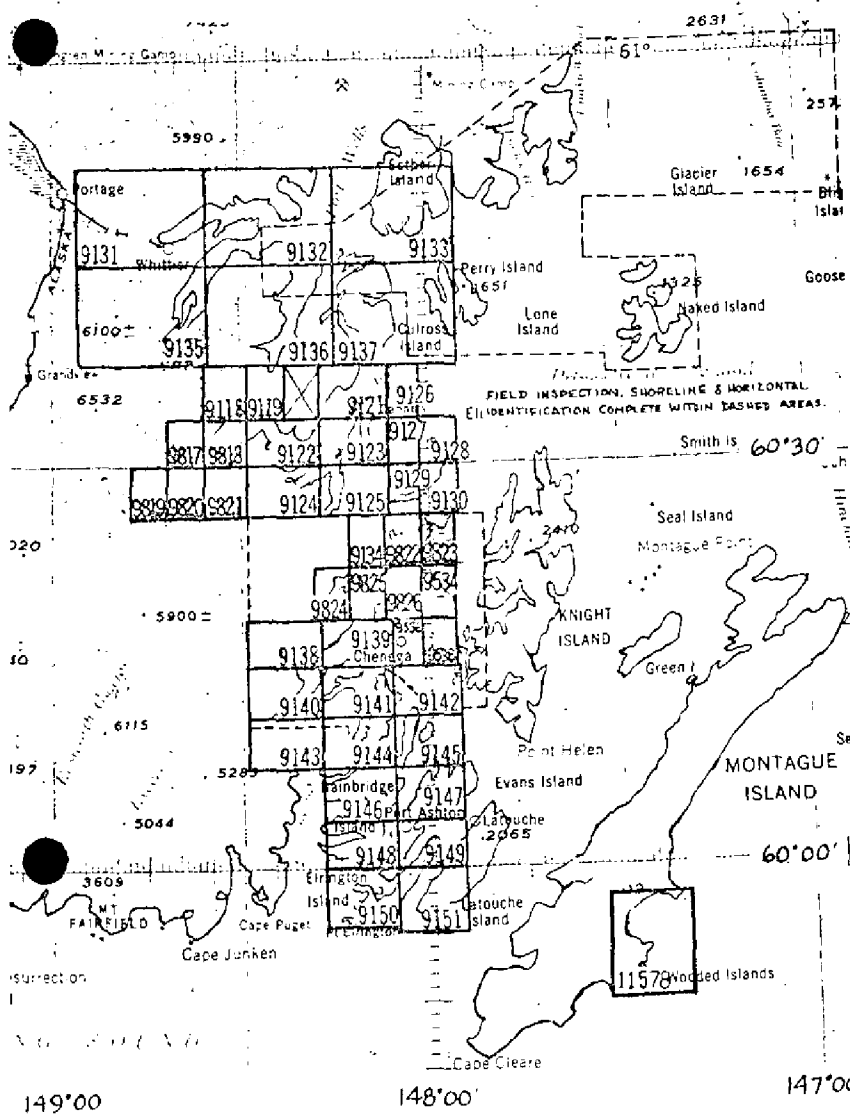 2631
Mining Camp
61°
Mining Camp
5990
Glacier
Island
1654
Island
Portage
9131
9132
9133
ALASKA
Whittier
Perry Island
Lone
Island
Naked Island
Goose
6100±
9135
9136
9137
Culross
Island
Grandview
6532
9118
9119
9121
9126
FIELD INSPECTION, SHORELINE & HORIZONTAL
IDENTIFICATION COMPLETE WITHIN DASHED AREAS.
9817
9818
9122
9123
9128
Smith Is
60°30'
9819
9820
9821
9124
9125
9129
9130
Seal Island
Montague Point
9134
9822
9825
9534
9824
9826
5900±
KNIGHT
ISLAND
9138
9139
Chenega
Green I
9140
9141
9142
6115
9143
9144
9145
Point Helen
MONTAGUE
ISLAND
Bainbridge
Island
9146
9147
Port Ashton
Evans Island
5044
Latouche
2065
9148
9149
60°00'
3609
MT
FAIRFIELD
Elrington
Island
Cape Puget
9150
9151
Latouche
Island
Pt Elrington
Cape Junken
11578
Wooded Islands
Cape Cleare
149°00
148°00'
147°00